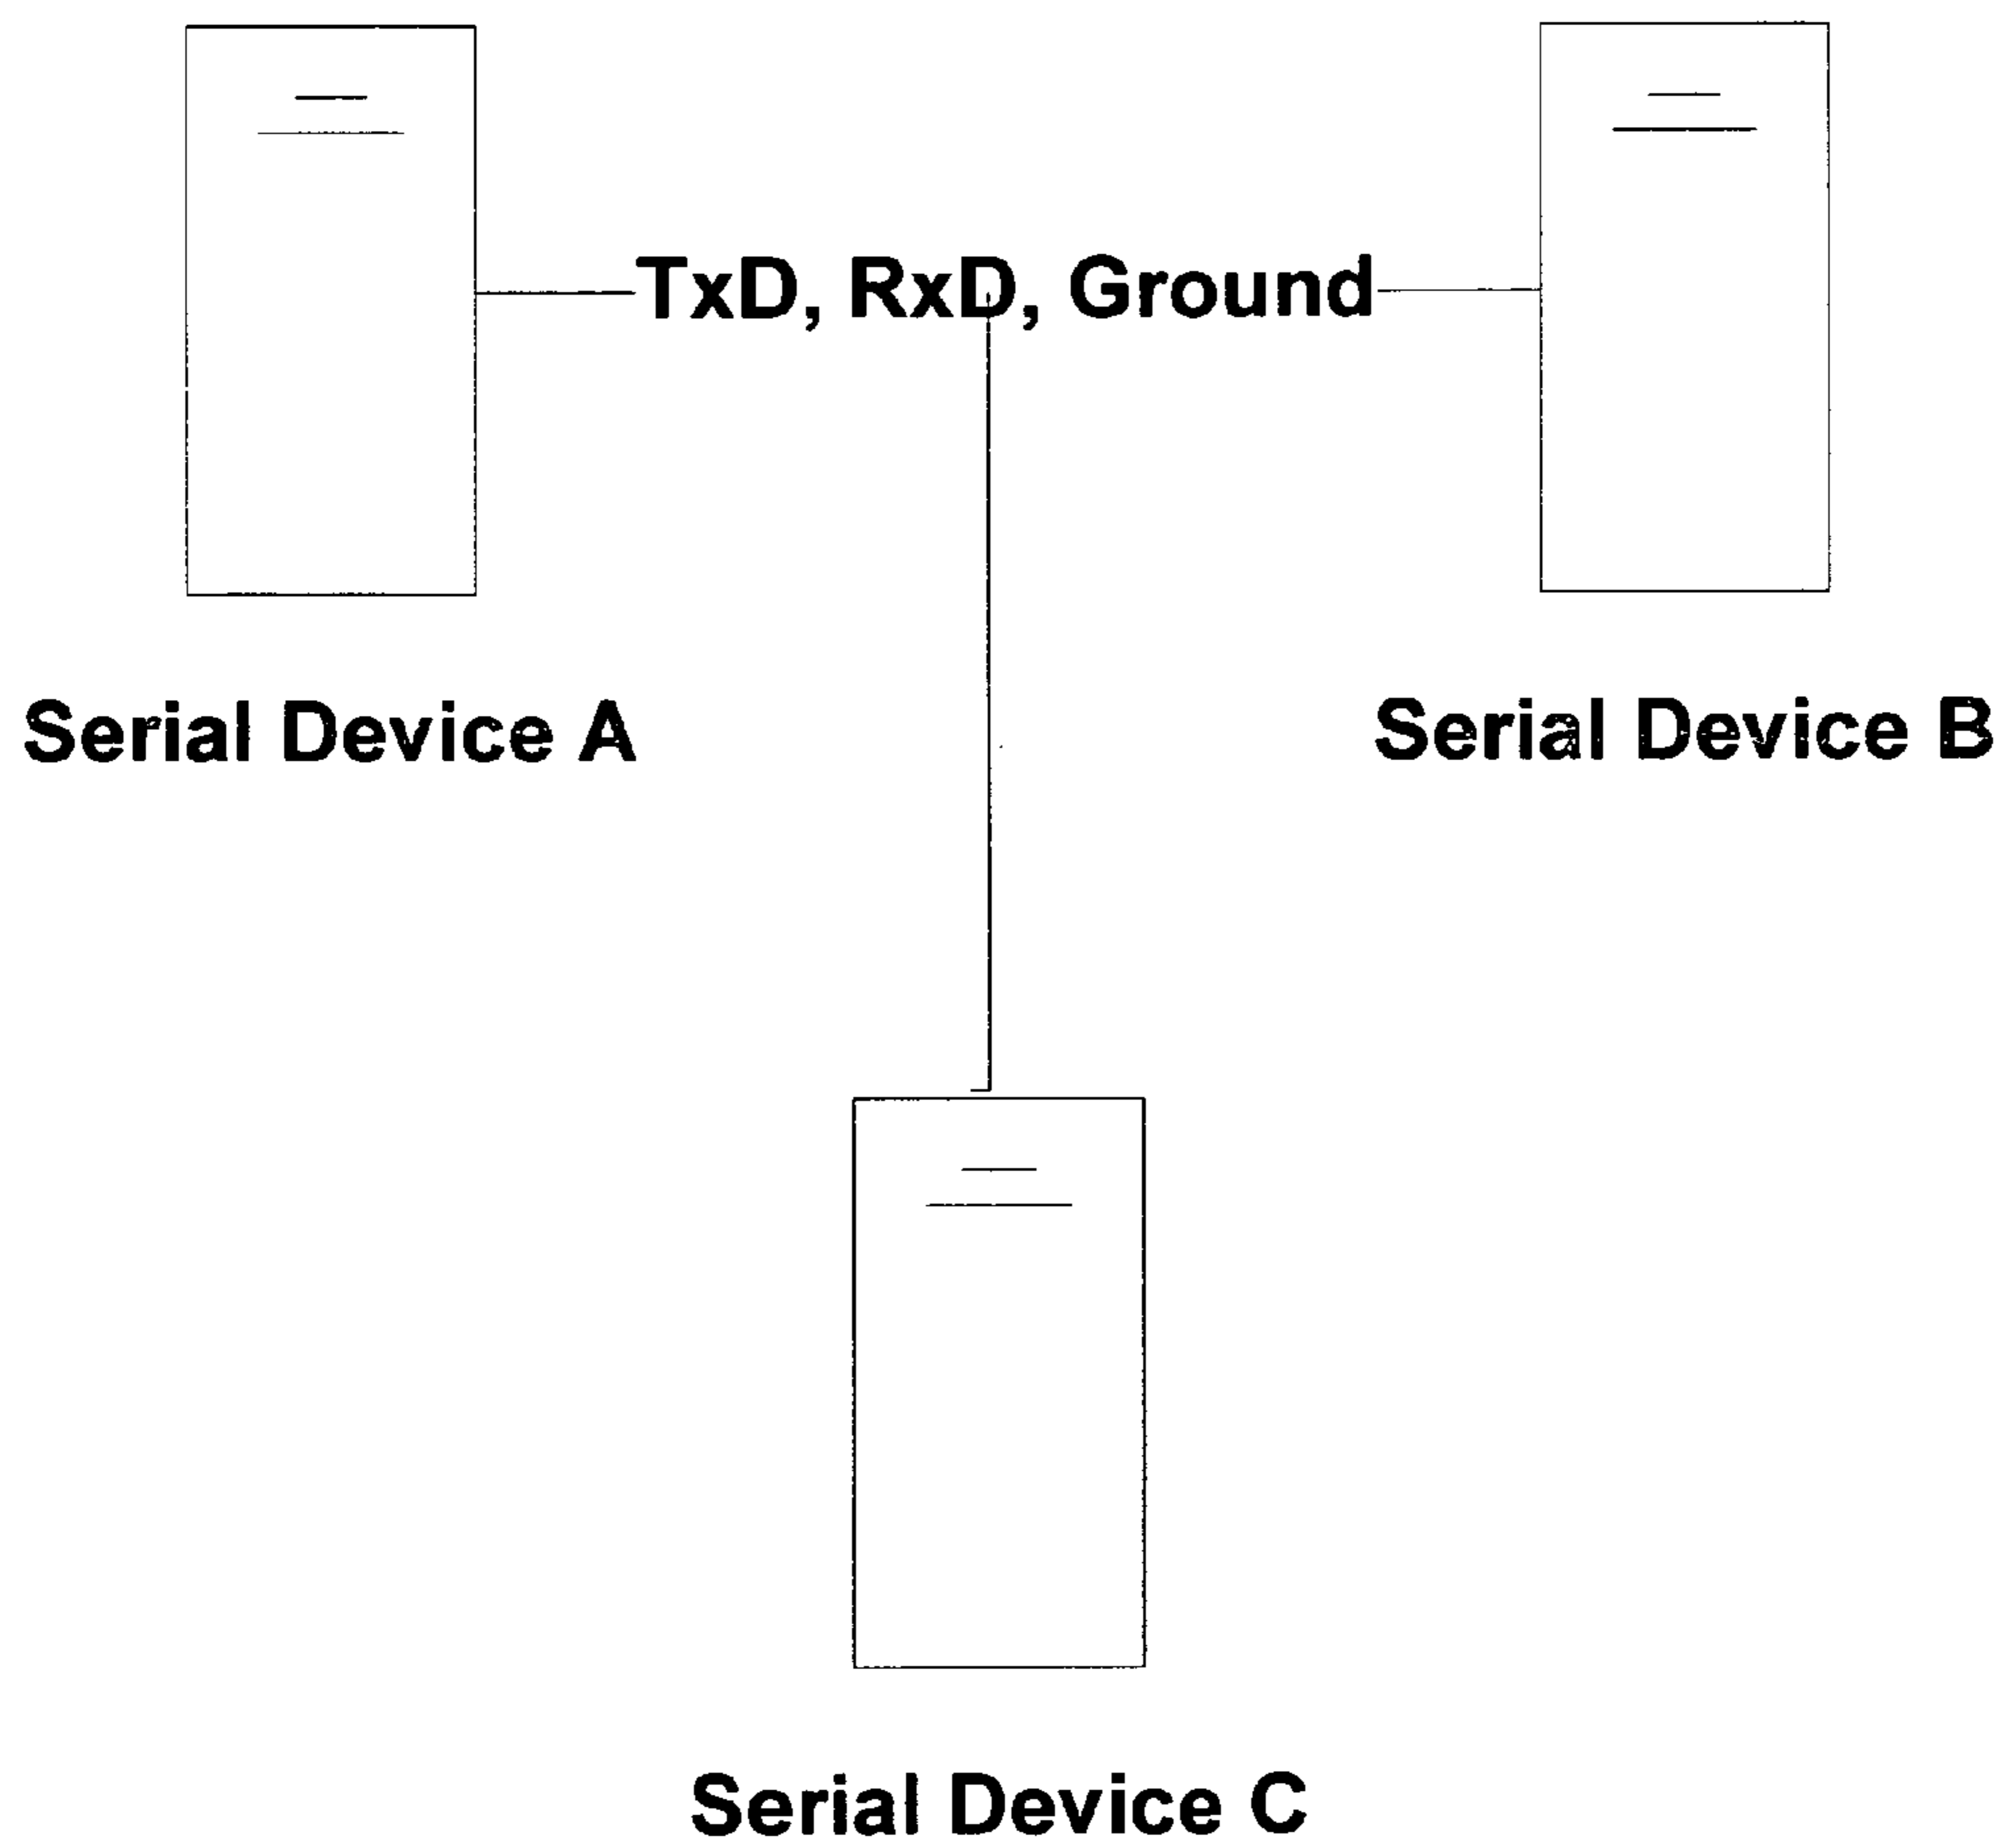 TxD, RxD, Ground
Serial Device A
Serial Device B
Serial Device C